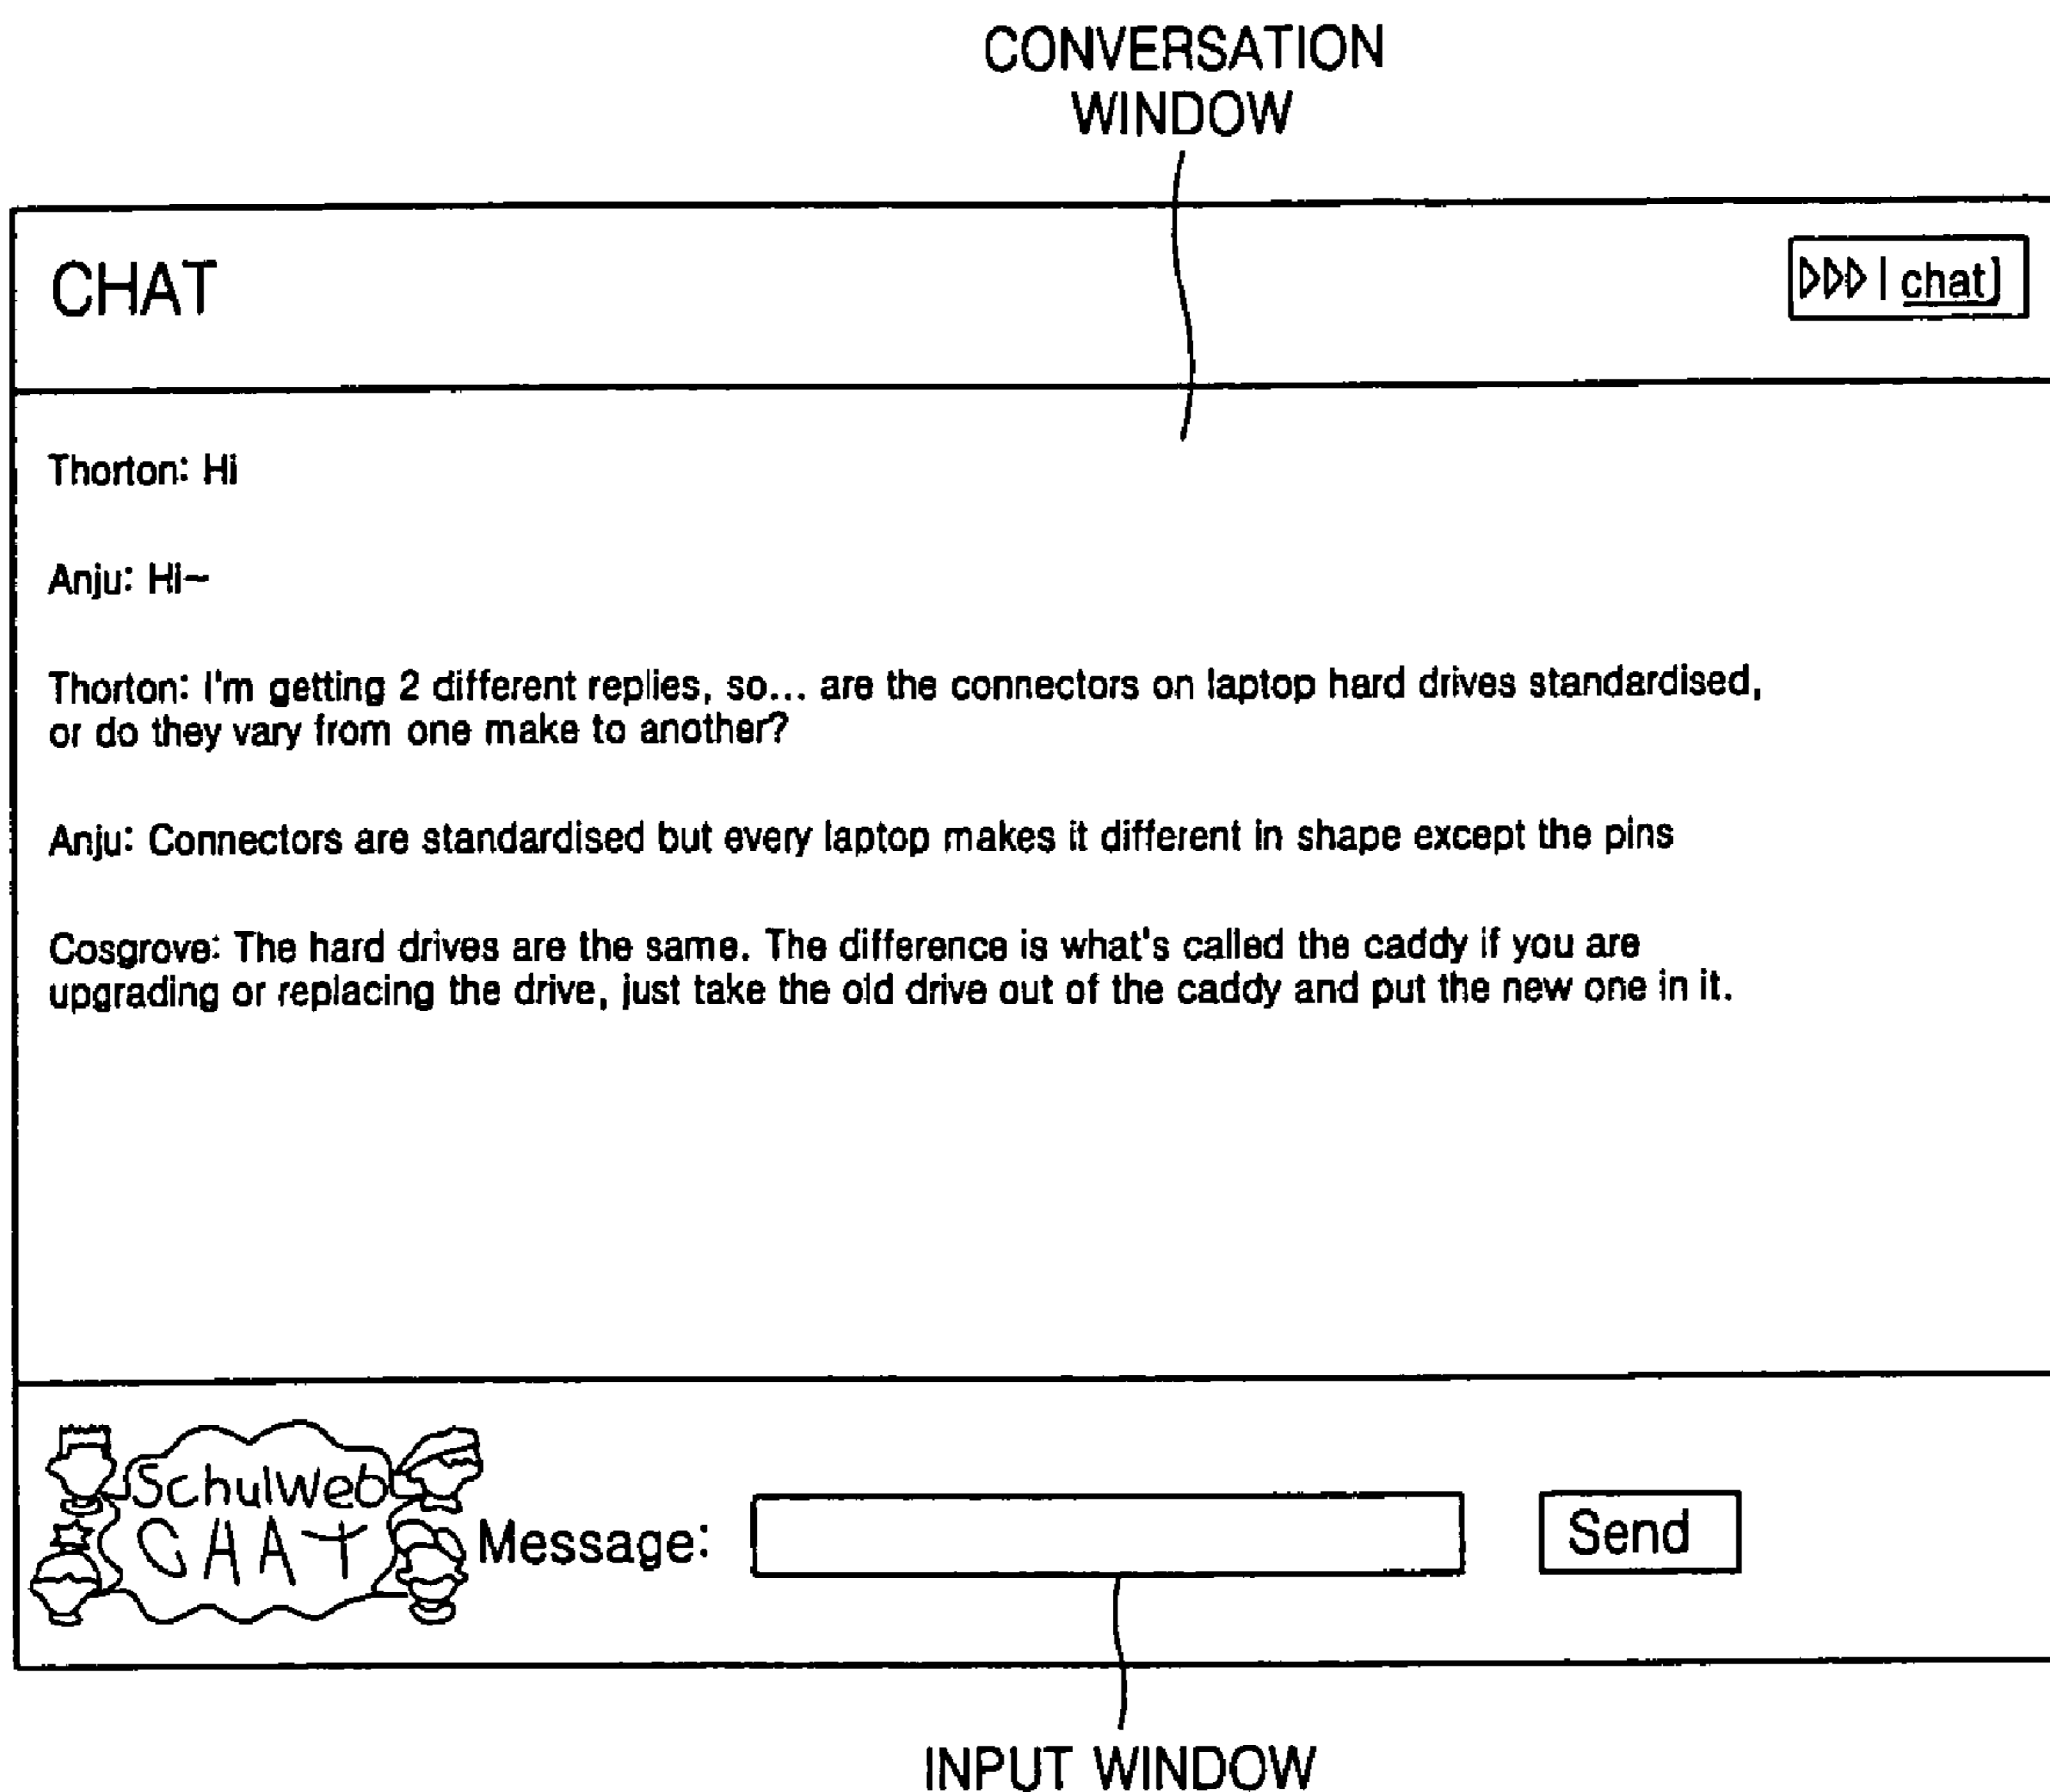 CONVERSATION
WINDOW
CHAT
chat)
Thorton: Hi
Anju: Hi~
Thorton: I'm getting 2 different replies, so... are the connectors on laptop hard drives standardised,
or do they vary from one make to another?
Anju: Connectors are standardised but every laptop makes it different in shape except the pins
Cosgrove: The hard drives are the same. The difference is what's called the caddy if you are
upgrading or replacing the drive, just take the old drive out of the caddy and put the new one in it.
SchulWeb
CAAT
Message:
Send
INPUT WINDOW